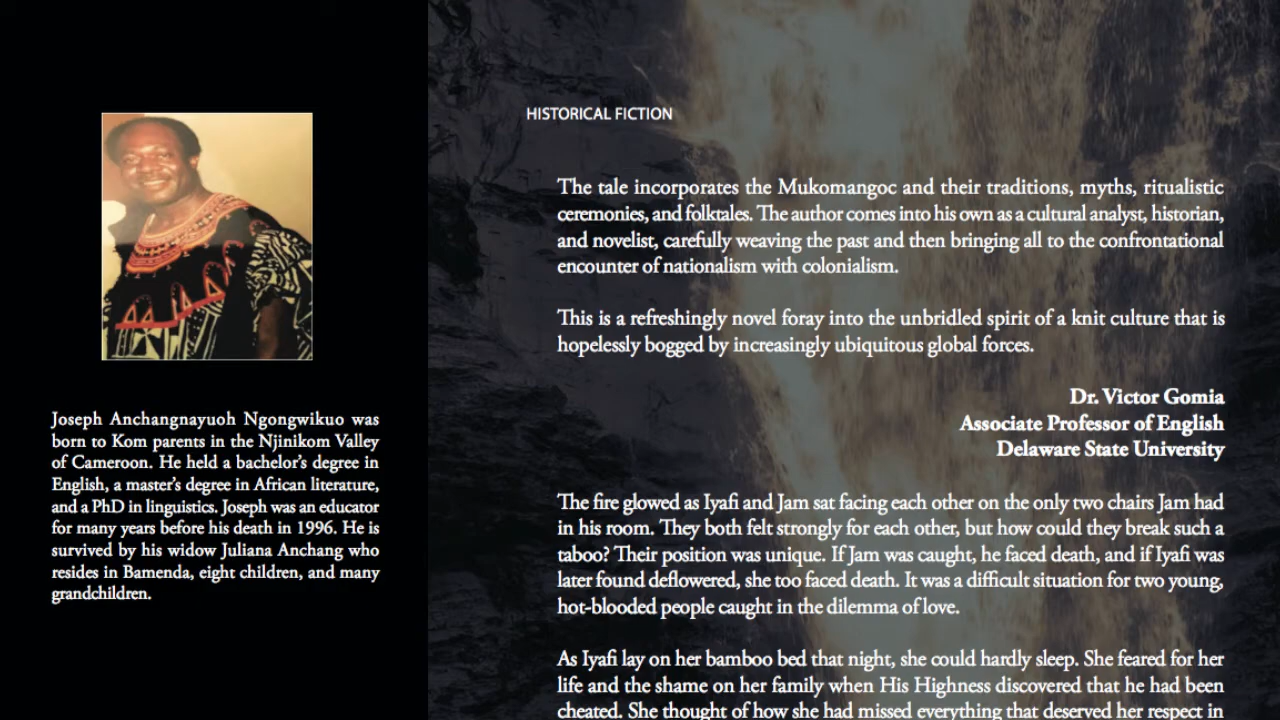 Joseph Anchangnayuoh Ngongwikuo was
born to Kom parents in the Njinikom Valley
of Cameroon. He held a bachelor's degree in
English, a master's degree in African literature,
and a PhD in linguistics. Joseph was an educator
for many years before his death in 1996. He is
survived by his widow Juliana Anchang who
resides in Bamenda, eight children, and many
grandchildren.
HISTORICAL FICTION
The tale incorporates the Mukomangoc and their traditions, myths, ritualistic
ceremonies, and folktales. The author comes into his own as a cultural analyst, historian,
and novelist, carefully weaving the past and then bringing all to the confrontational
encounter of nationalism with colonialism.
This is a refreshingly novel foray into the unbridled spirit of a knit culture that is
hopelessly bogged by increasingly ubiquitous global forces.
Dr. Victor Gomia
Associate Professor of English
Delaware State University
The fire glowed as Iyafi and Jam sat facing each other on the only two chairs Jam had
in his room. They both felt strongly for each other, but how could they break such a
taboo? Their position was unique. If Jam was caught, he faced death, and if Iyafi was
later found deflowered, she too faced death. It was a difficult situation for two young,
hot-blooded people caught in the dilemma of love.
As Iyafi lay on her bamboo bed that night, she could hardly sleep. She feared for her
life and the shame on her family when His Highness discovered that he had been
cheated. She thought of how she had missed everything that deserved her respect in